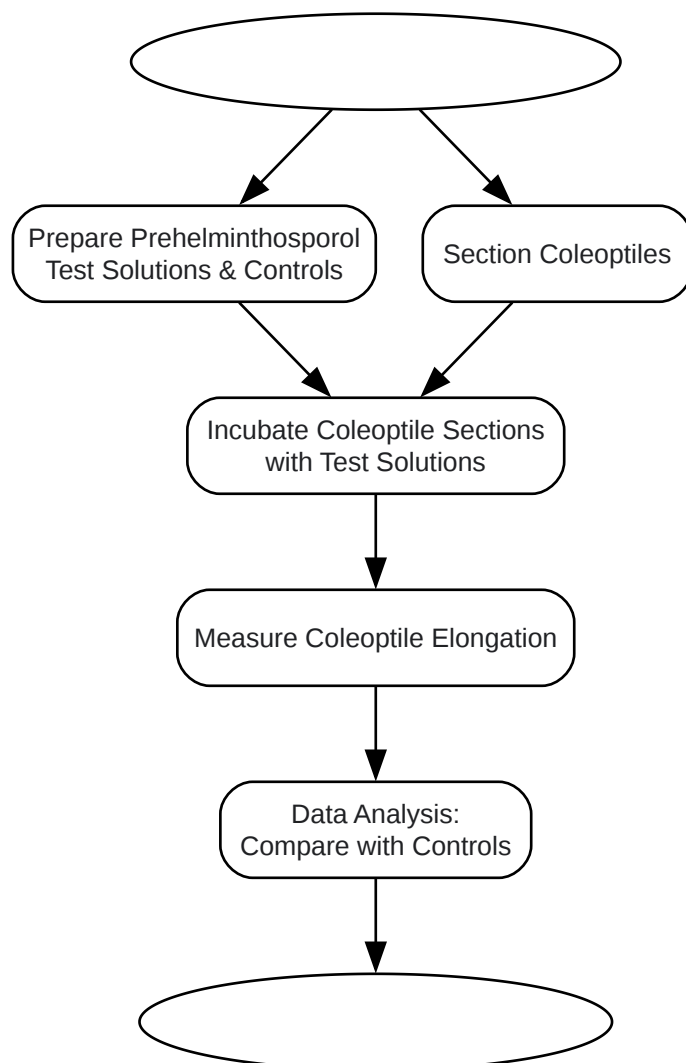 Prepare Prehelminthosporol
Test Solutions & Controls
Section Coleoptiles
Incubate Coleoptile Sections
with Test Solutions
Measure Coleoptile Elongation
Data Analysis:
Compare with Controls